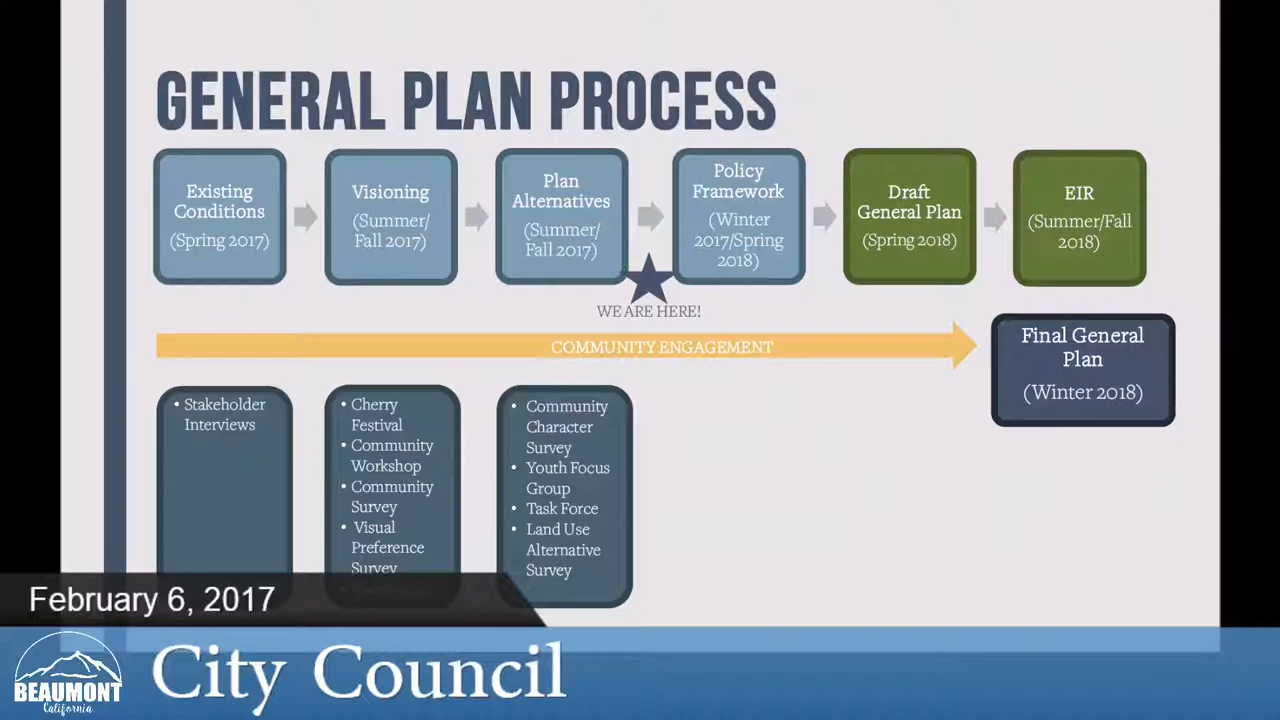 GENERAL PLAN PROCESS
Existing
Conditions
(Spring 2017)
Visioning
(Summer/
Fall 2017)
Plan
Alternatives
(Summer/
Fall 2017)
Policy
Framework
(Winter
2017/Spring
2018)
Draft
General Plan
(Spring 2018)
EIR
(Summer/Fall
2018)
WE ARE HERE!
COMMUNITY ENGAGEMENT
Final General
Plan
(Winter 2018)
• Stakeholder
Interviews
• Cherry
Festival
• Community
Workshop
• Community
Survey
• Visual
Preference
Survey
• Community
Character
Survey
• Youth Focus
Group
• Task Force
• Land Use
Alternative
Survey
February 6, 2017
City Council
BEAUMONT
California